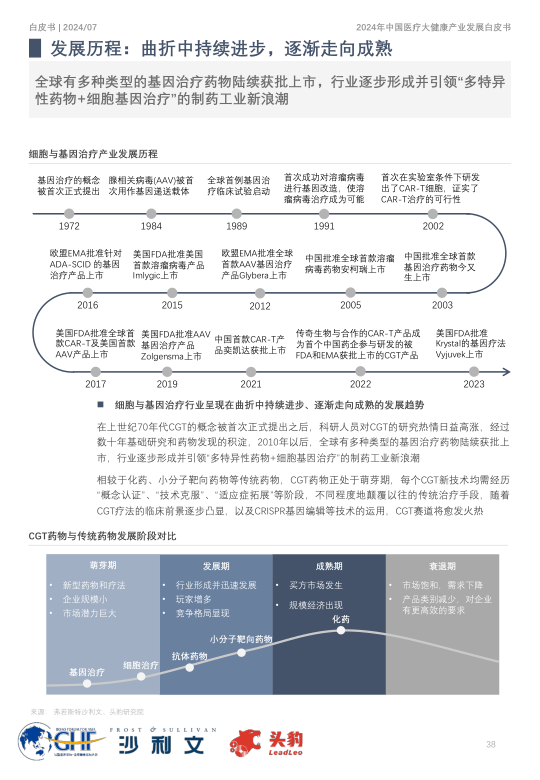 白皮书 | 2024/07
2024年中国医疗大健康产业发展白皮书
发展历程：曲折中持续进步，逐渐走向成熟
全球有多种类型的基因治疗药物陆续获批上市，行业逐步形成并引领“多特异
性药物+细胞基因治疗”的制药工业新浪潮
细胞与基因治疗产业发展历程
基因治疗的概念
被首次正式提出
腺相关病毒(AAV)被首
次用作基因递送载体
全球首例基因治
疗临床试验启动
首次成功对溶瘤病毒
进行基因改造，使溶
瘤病毒治疗成为可能
首次在实验室条件下研发
出了CAR-T细胞，证实了
CAR-T治疗的可行性
1972
1984
1989
1991
2002
欧盟EMA批准针对
ADA-SCID 的基因
治疗产品上市
美国FDA批准美国
首款溶瘤病毒产品
Imlygic上市
欧盟EMA批准全球
首款AAV基因治疗
产品Glybera上市
中国批准全球首款溶瘤
病毒药物安柯瑞上市
中国批准全球首款
基因治疗药物今又
生上市
2016
2015
2012
2005
2003
美国FDA批准全球首
款CAR-T及美国首款
AAV产品上市
美国FDA批准AAV
基因治疗产品
Zolgensma上市
中国首款CAR-T产
品奕凯达获批上市
传奇生物与合作的CAR-T产品成
为首个中国药企参与研发的被
FDA和EMA获批上市的CGT产品
美国FDA批准
Krystal的基因疗法
Vyjuvek上市
2017
2019
2021
2022
2023
细胞与基因治疗行业呈现在曲折中持续进步、逐渐走向成熟的发展趋势
在上世纪70年代CGT的概念被首次正式提出之后，科研人员对CGT的研究热情日益高涨，经过
数十年基础研究和药物发现的积淀，2010年以后，全球有多种类型的基因治疗药物陆续获批上
市，行业逐步形成并引领“多特异性药物+细胞基因治疗”的制药工业新浪潮
相较于化药、小分子靶向药物等传统药物，CGT药物正处于萌芽期，每个CGT新技术均需经历
“概念认证”、“技术克服”、“适应症拓展”等阶段，不同程度地颠覆以往的传统治疗手段，随着
CGT疗法的临床前景逐步凸显，以及CRISPR基因编辑等技术的运用，CGT赛道将愈发火热
CGT药物与传统药物发展阶段对比
萌芽期
• 新型药物和疗法
• 企业规模小
• 市场潜力巨大
发展期
• 行业形成并迅速发展
• 玩家增多
• 竞争格局显现
成熟期
• 买方市场发生
• 规模经济出现
衰退期
• 市场饱和，需求下降
• 产品类别减少，对企业
有更高效的要求
基因治疗
细胞治疗
抗体药物
小分子靶向药物
化药
来源：弗若斯特沙利文、头豹研究院
GHF
FROST & SULLIVAN
沙利文
头豹
LeadLeo
38